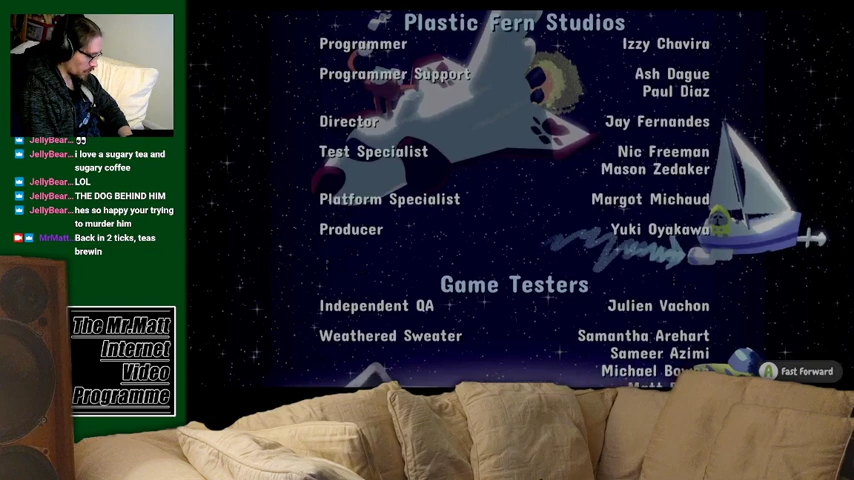 JellyBear...
JellyBear... i love a sugary tea and
sugary coffee
JellyBear... LOL
JellyBear... THE DOG BEHIND HIM
JellyBear... hes so happy your trying
to murder him
MrMatt... Back in 2 ticks, teas
brewin
The Mr.Matt
Internet
Video
Programme
Plastic Fern Studios
Programmer Izzy Chavira
Programmer Support Ash Dague
Paul Diaz
Director Jay Fernandes
Test Specialist Nic Freeman
Mason Zedaker
Platform Specialist Margot Michaud
Producer Yuki Oyakawa
Game Testers
Independent QA Julien Vachon
Weathered Sweater Samantha Arehart
Sameer Azimi
Michael
A Fast Forward